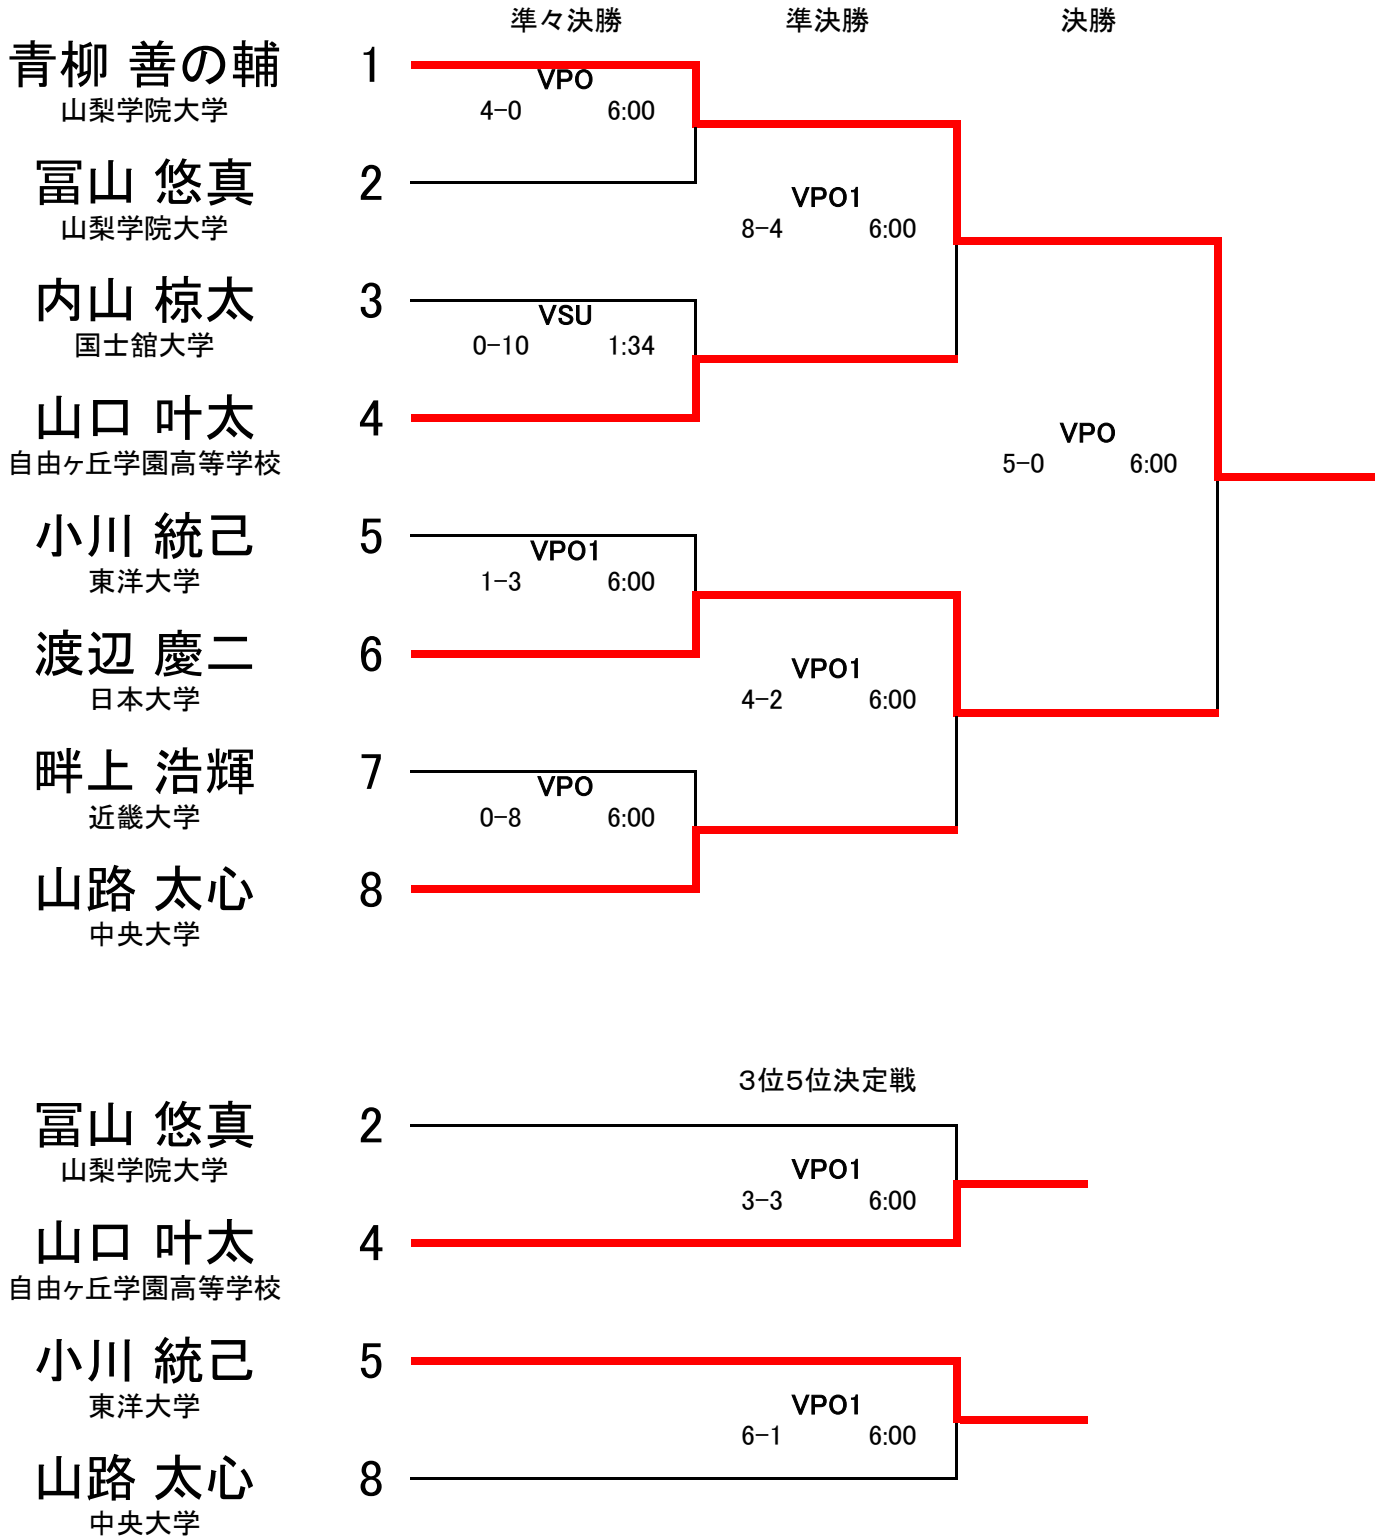 準々決勝 準決勝 決勝
青柳 善の輔 1
山梨学院大学
VPO
4-0 6:00
冨山 悠真 2
山梨学院大学
VPO1
8-4 6:00
内山 椋太 3
国士舘大学
VSU
0-10 1:34
山口 叶太 4
自由ヶ丘学園高等学校
VPO
5-0 6:00
小川 統己 5
東洋大学
VPO1
1-3 6:00
渡辺 慶二 6
日本大学
VPO1
4-2 6:00
畔上 浩輝 7
近畿大学
VPO
0-8 6:00
山路 太心 8
中央大学
3位5位決定戦
冨山 悠真 2
山梨学院大学
VPO1
3-3 6:00
山口 叶太 4
自由ヶ丘学園高等学校
小川 統己 5
東洋大学
VPO1
6-1 6:00
山路 太心 8
中央大学